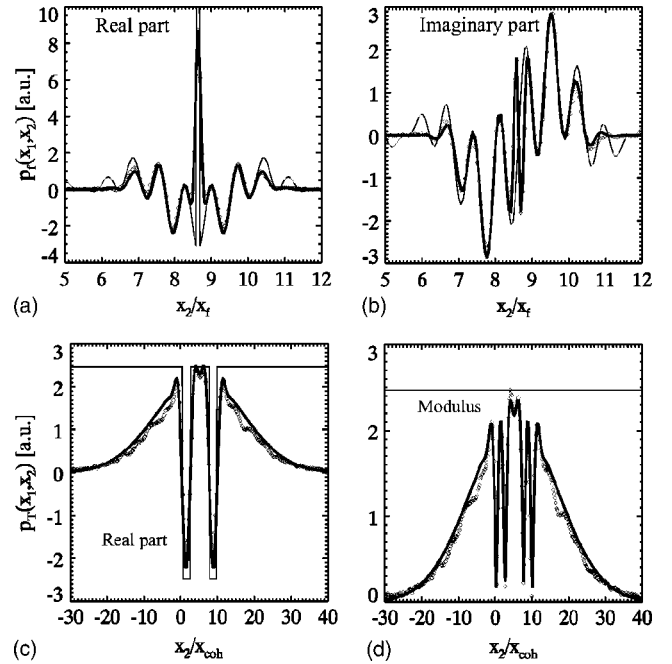 Real part
p_f(x_1,x_2) [a.u.]
10
8
6
4
2
0
-2
-4
5 6 7 8 9 10 11 12
x_2/x_f
(a)
Imaginary part
3
2
1
0
-1
-2
-3
5 6 7 8 9 10 11 12
x_2/x_f
(b)
p_T(x_1,x_2) [a.u.]
3
2
1
0
-1
-2
-3
Real part
-30 -20 -10 0 10 20 30 40
x_2/x_coh
(c)
3
2
1
0
Modulus
-30 -20 -10 0 10 20 30 40
x_2/x_coh
(d)